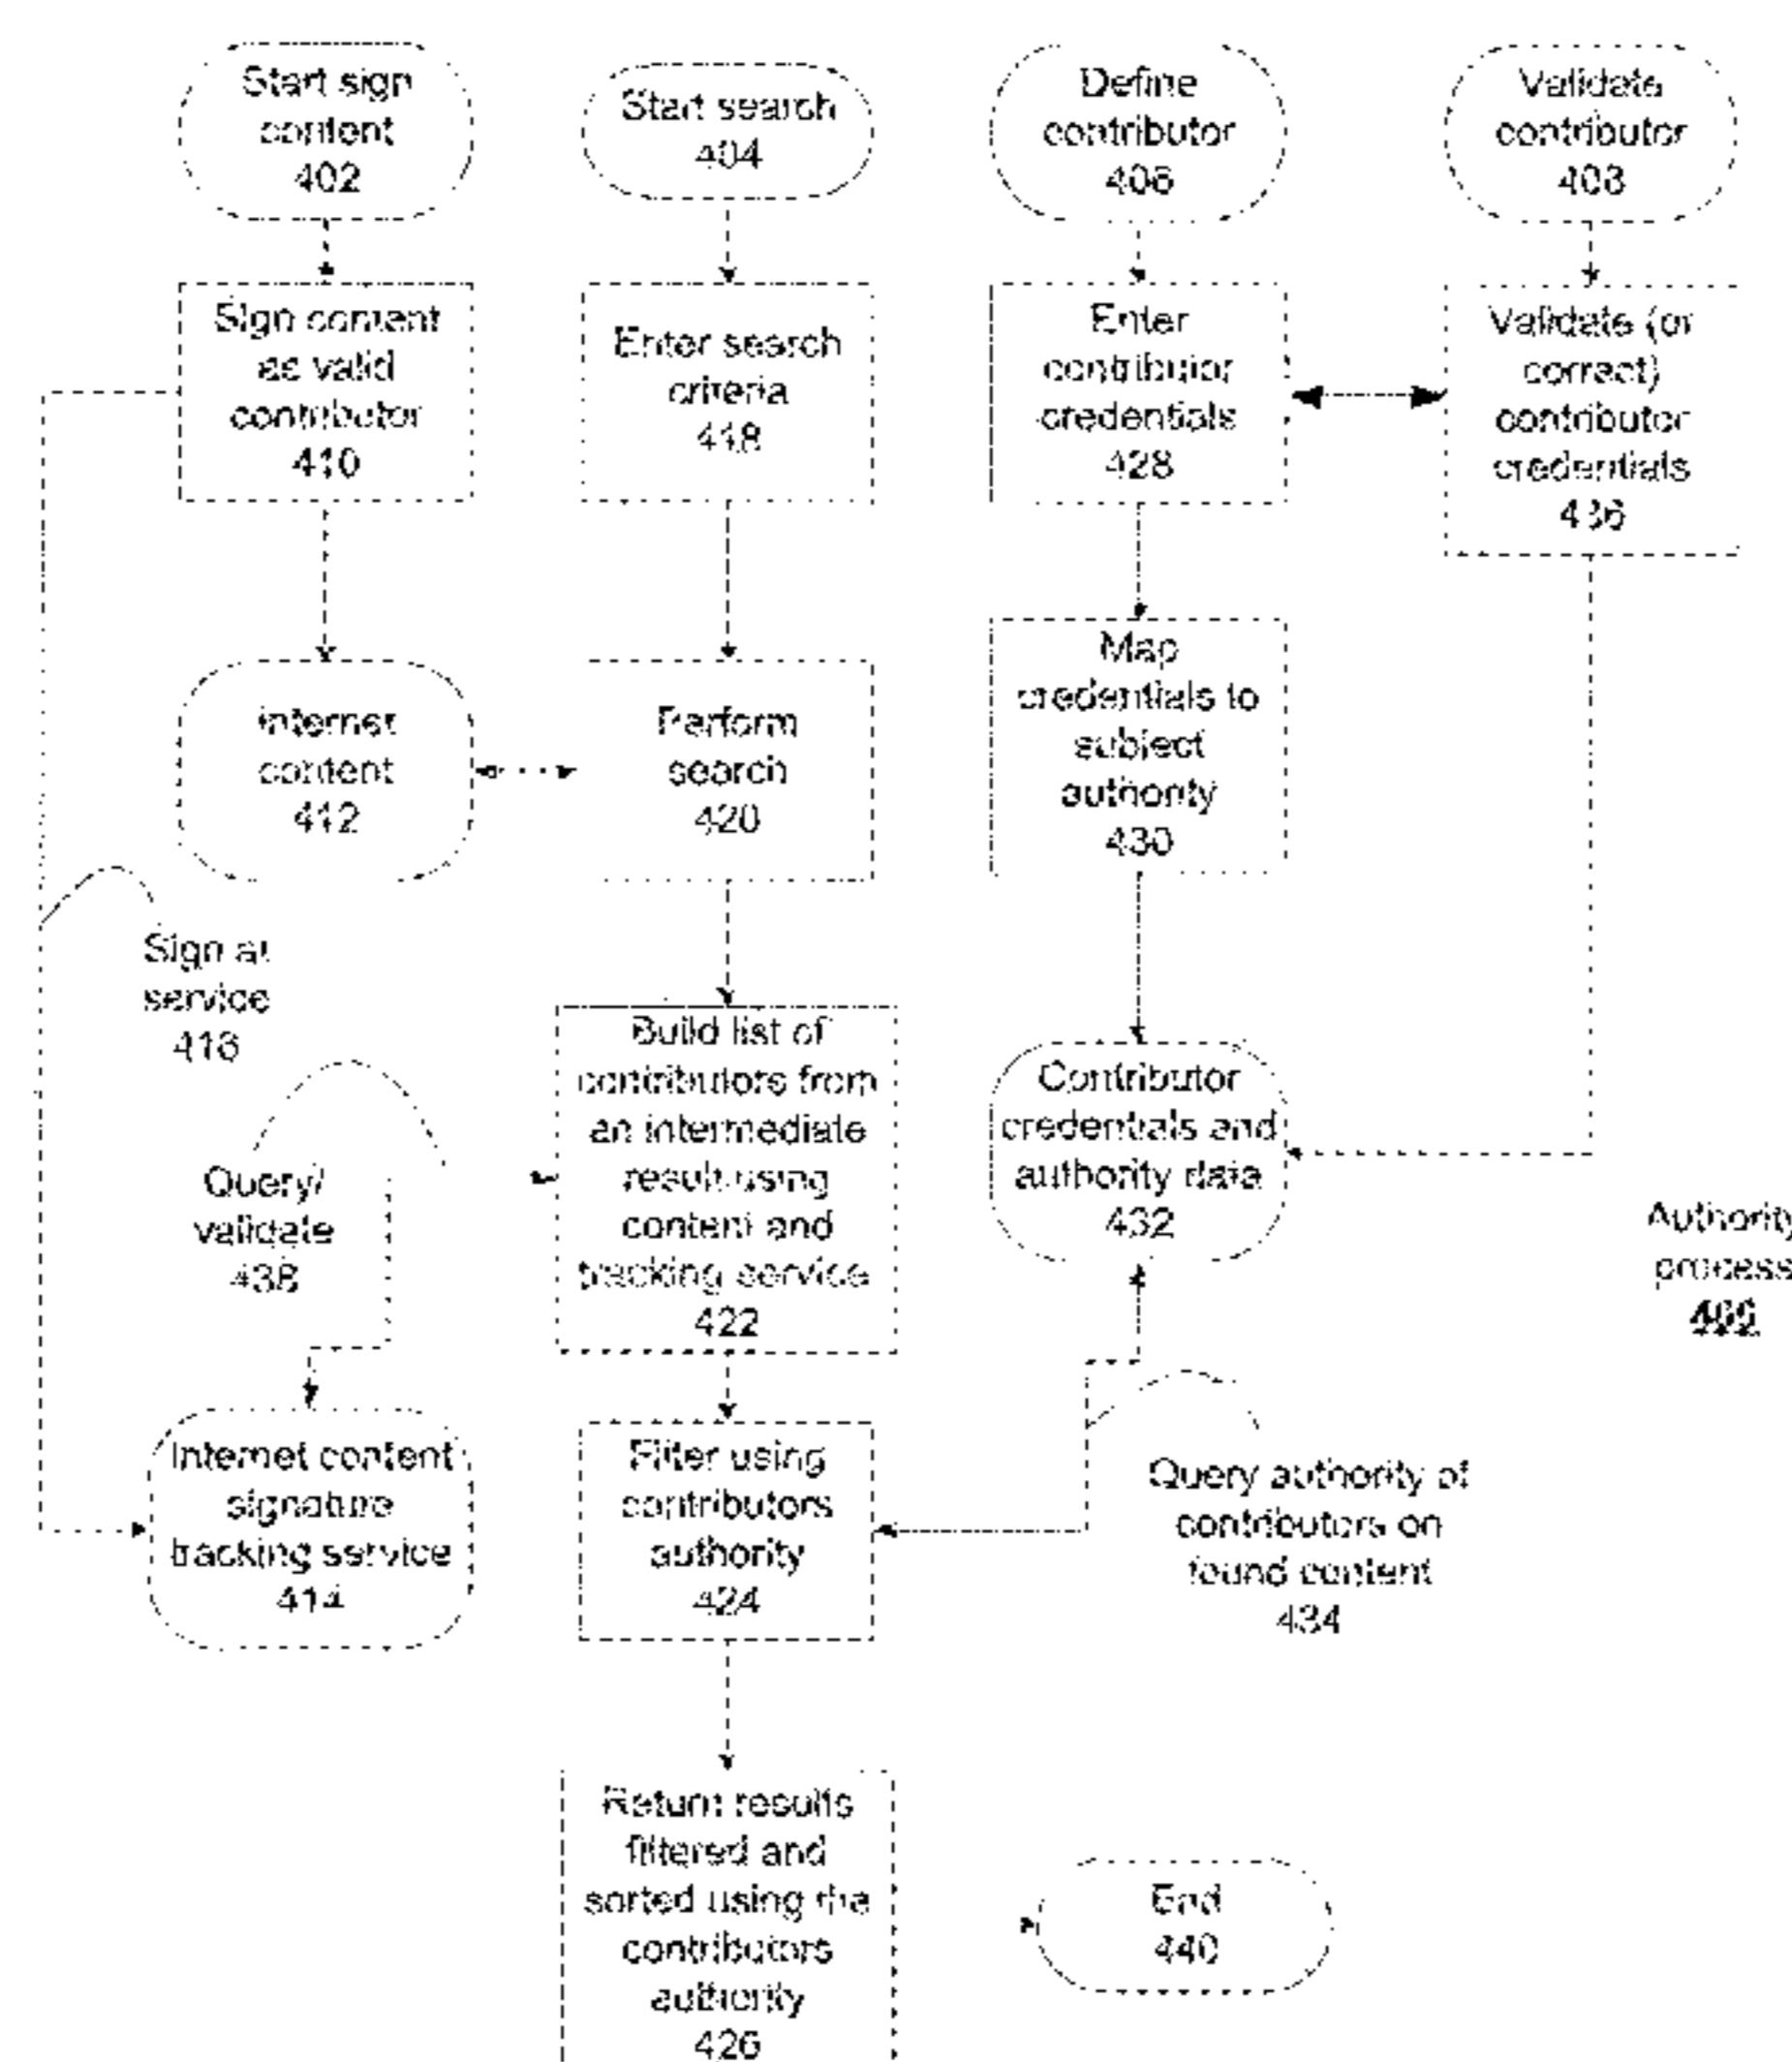 Start sign
content
402
Start search
404
Define
contributor
406
Validate
contributor
408
Sign content
as valid
contributor
410
Enter search
criteria
418
Enter
contributor
credentials
428
Validate (or
correct)
contributor
credentials
436
Internet
content
412
Perform
search
420
Map
credentials to
subject
authority
430
Sign at
service
416
Build list of
contributors from
an intermediate
result using
content and
tracking service
422
Contributor
credentials and
authority data
432
Query/
validate
438
Authority
process
Internet content
signature
tracking service
414
Filter using
contributors
authority
424
Query authority of
contributors on
found content
434
Return results
filtered and
sorted using the
contributors
authority
426
End
440